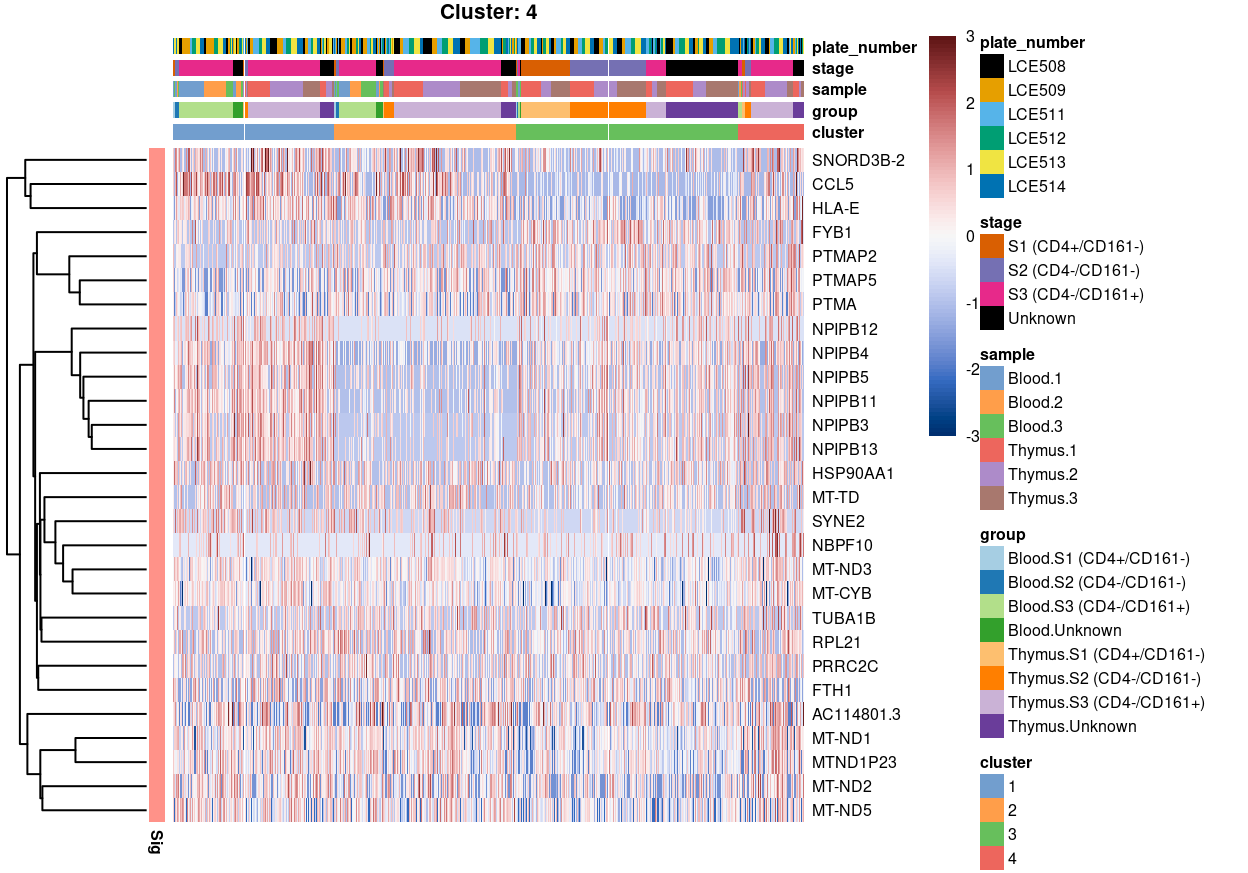 Cluster: 4
plate_number
stage
sample
group
cluster
SNORD3B-2
CCL5
HLA-E
FYB1
PTMAP2
PTMAP5
PTMA
NPIPB12
NPIPB4
NPIPB5
NPIPB11
NPIPB3
NPIPB13
HSP90AA1
MT-TD
SYNE2
NBPF10
MT-ND3
MT-CYB
TUBA1B
RPL21
PRRC2C
FTH1
AC114801.3
MT-ND1
MTND1P23
MT-ND2
MT-ND5
Sig
3
2
1
0
-1
-2
-3
plate_number
LCE508
LCE509
LCE511
LCE512
LCE513
LCE514
stage
S1 (CD4+/CD161-)
S2 (CD4-/CD161-)
S3 (CD4-/CD161+)
Unknown
sample
Blood.1
Blood.2
Blood.3
Thymus.1
Thymus.2
Thymus.3
group
Blood.S1 (CD4+/CD161-)
Blood.S2 (CD4-/CD161-)
Blood.S3 (CD4-/CD161+)
Blood.Unknown
Thymus.S1 (CD4+/CD161-)
Thymus.S2 (CD4-/CD161-)
Thymus.S3 (CD4-/CD161+)
Thymus.Unknown
cluster
1
2
3
4